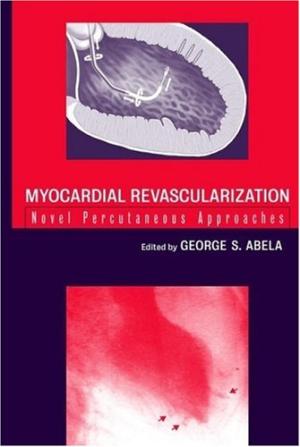 MYOCARDIAL REVASCULARIZATION
Novel Percutaneous Approaches
Edited by GEORGE S. ABELA